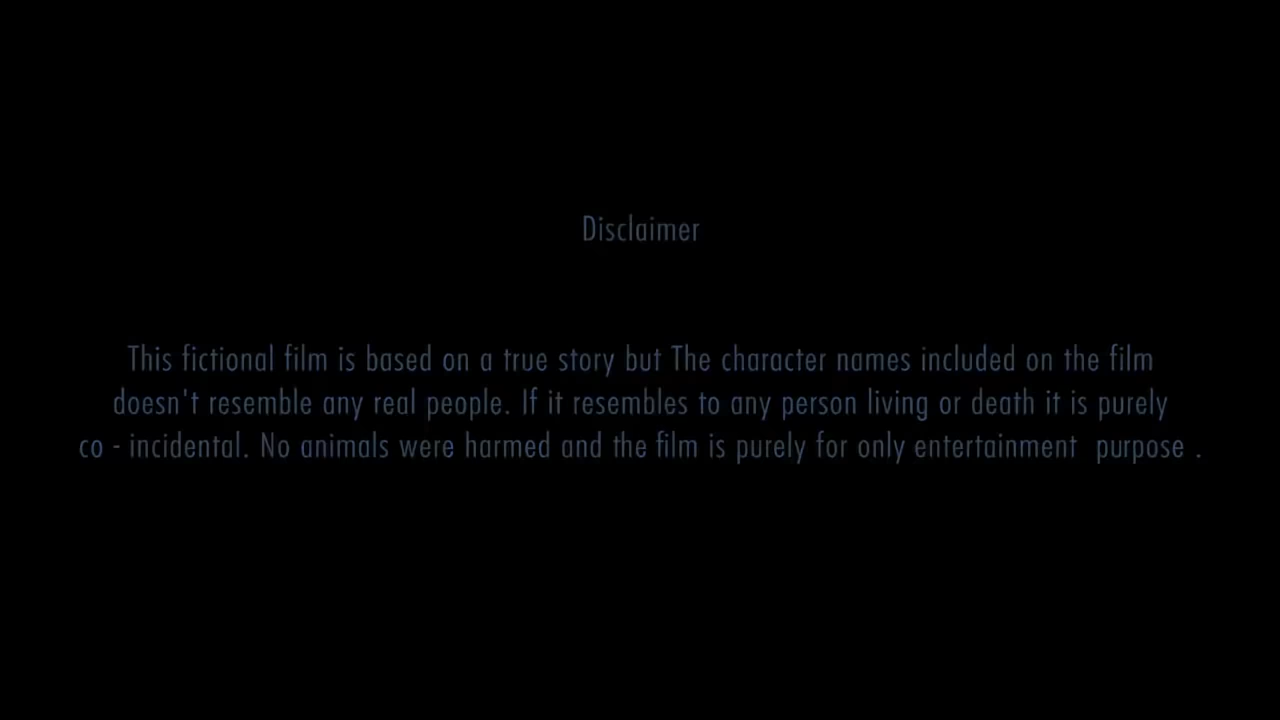 Disclaimer
This fictional film is based on a true story but The character names included on the film
doesn't resemble any real people. If it resembles to any person living or death it is purely
co - incidental. No animals were harmed and the film is purely for only entertainment  purpose .